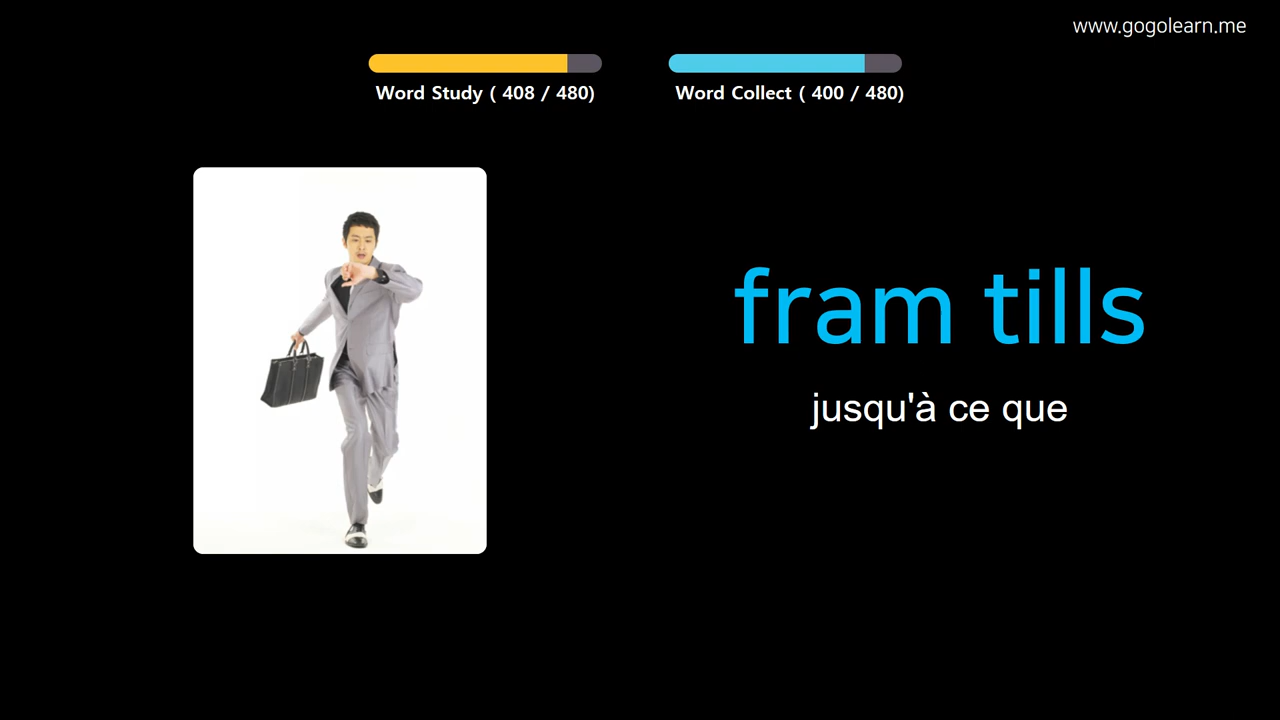 www.gogolearn.me
Word Study ( 408 / 480)
Word Collect ( 400 / 480)
fram tills
jusqu'à ce que